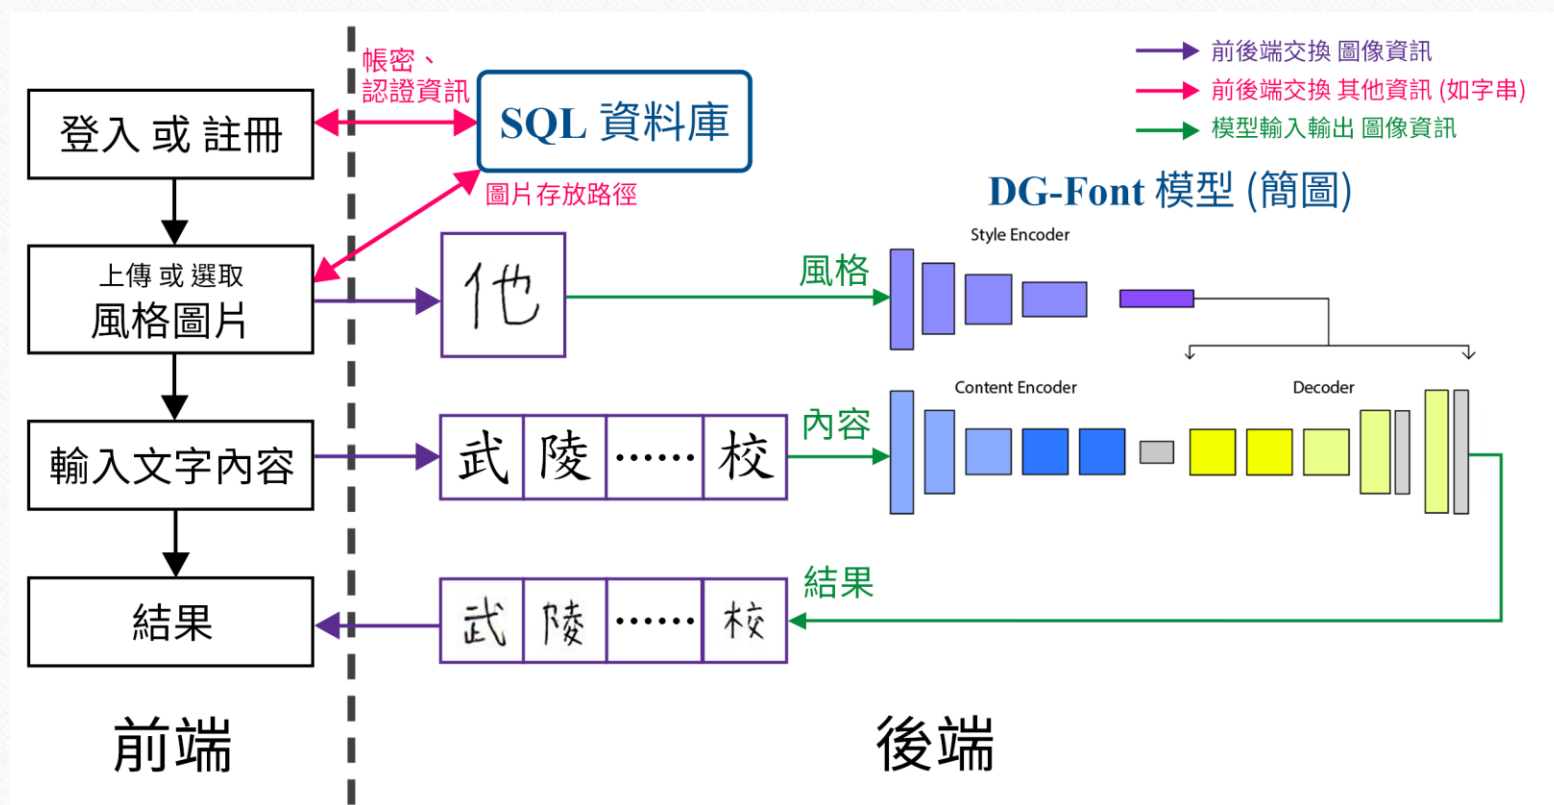 前後端交換 圖像資訊
前後端交換 其他資訊 (如字串)
模型輸入輸出 圖像資訊
帳密、
認證資訊
登入 或 註冊
SQL 資料庫
圖片存放路徑
DG-Font 模型 (簡圖)
Style Encoder
上傳 或 選取
風格圖片
他
風格
Content Encoder
Decoder
輸入文字內容
武 陵 …… 校
內容
結果
武 陵 …… 校
結果
前端
後端